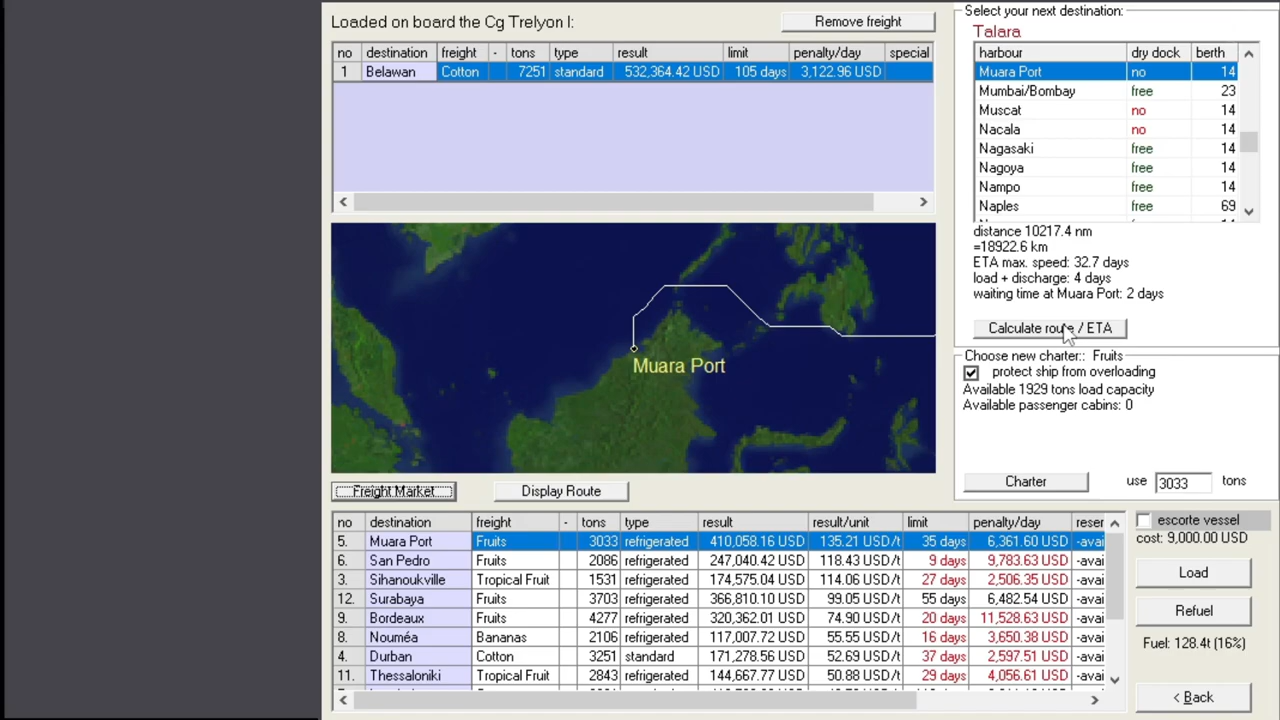 Loaded on board the Cg Trelyon I:
Remove freight
no destination freight - tons type result limit penalty/day special
1 Belawan Cotton 7251 standard 532,364.42 USD 105 days 3,122.96 USD
Select your next destination:
Talara
harbour dry dock berth
Muara Port no 14
Mumbai/Bombay free 23
Muscat no 14
Nacala no 14
Nagasaki free 14
Nagoya free 14
Nampo free 14
Naples free 69
distance 10217.4 nm
=18922.6 km
ETA max. speed: 32.7 days
load + discharge: 4 days
waiting time at Muara Port: 2 days
Calculate route / ETA
Muara Port
Choose new charter:: Fruits
protect ship from overloading
Available 1929 tons load capacity
Available passenger cabins: 0
Charter use 3033 tons
Freight Market Display Route
no destination freight - tons type result result/unit limit penalty/day reser
5. Muara Port Fruits 3033 refrigerated 410,058.16 USD 135.21 USD/t 35 days 6,361.60 USD -avai
6. San Pedro Fruits 2086 refrigerated 247,040.42 USD 118.43 USD/t 9 days 9,783.63 USD -avai
3. Sihanoukville Tropical Fruit 1531 refrigerated 174,575.04 USD 114.06 USD/t 27 days 2,506.35 USD -avai
12. Surabaya Fruits 3703 refrigerated 366,810.10 USD 99.05 USD/t 55 days 6,482.54 USD -avai
9. Bordeaux Fruits 4277 refrigerated 320,362.01 USD 74.90 USD/t 20 days 11,528.63 USD -avai
8. Nouméa Bananas 2106 refrigerated 117,007.72 USD 55.55 USD/t 16 days 3,650.38 USD -avai
4. Durban Cotton 3251 standard 171,278.56 USD 52.69 USD/t 37 days 2,597.51 USD -avai
11. Thessaloniki Tropical Fruit 2843 refrigerated 144,667.77 USD 50.88 USD/t 29 days 4,056.61 USD -avai
escorte vessel
cost: 9,000.00 USD
Load
Refuel
Fuel: 128.4t (16%)
< Back